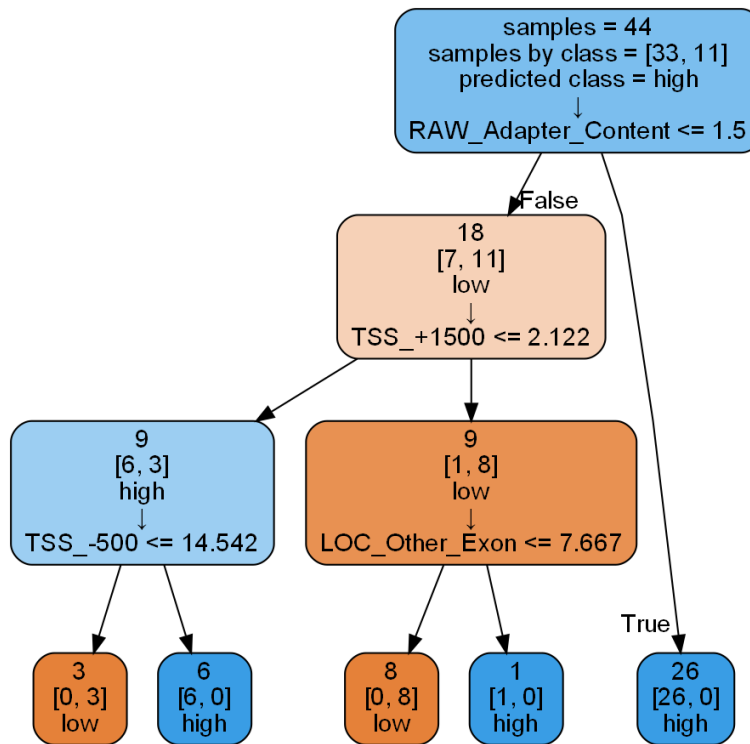 samples = 44
samples by class = [33, 11]
predicted class = high
↓
RAW_Adapter_Content <= 1.5
False
18
[7, 11]
low
↓
TSS_+1500 <= 2.122
9
[6, 3]
high
↓
TSS_-500 <= 14.542
9
[1, 8]
low
↓
LOC_Other_Exon <= 7.667
True
3
[0, 3]
low
6
[6, 0]
high
8
[0, 8]
low
1
[1, 0]
high
26
[26, 0]
high